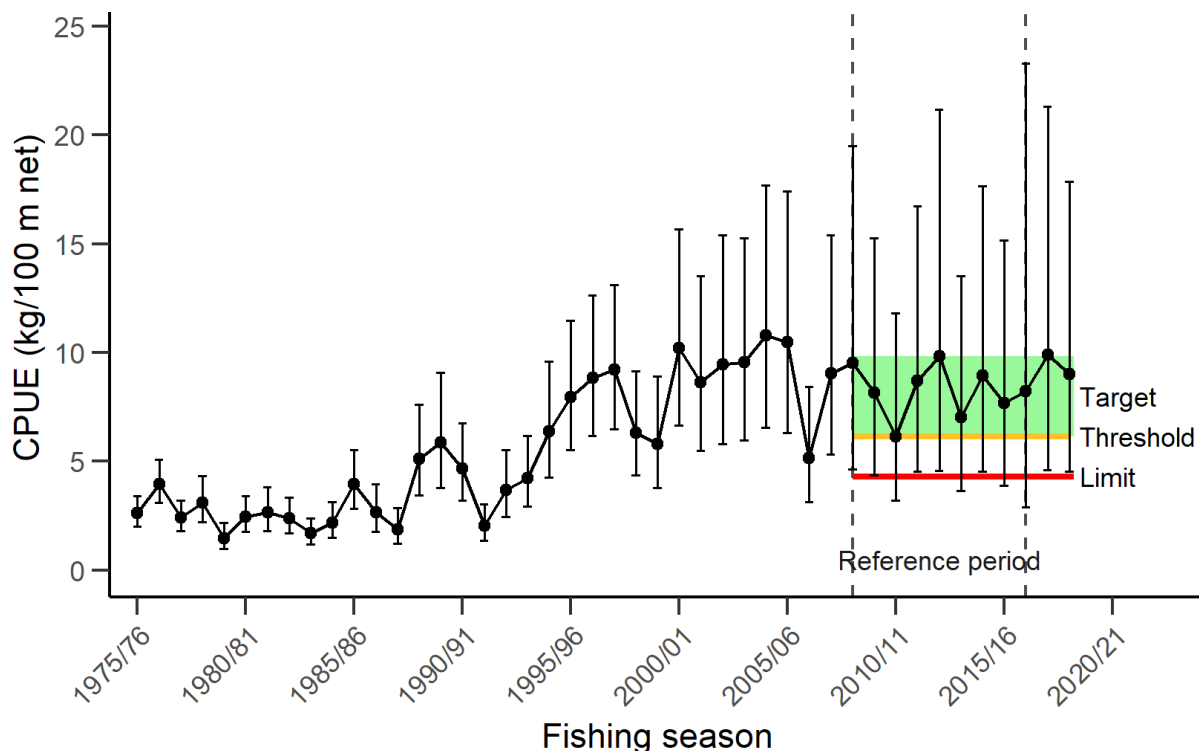 25
20
15
10
5
0
CPUE (kg/100 m net)
Target
Threshold
Limit
Reference period
1975/76
1980/81
1985/86
1990/91
1995/96
2000/01
2005/06
2010/11
2015/16
2020/21
Fishing season